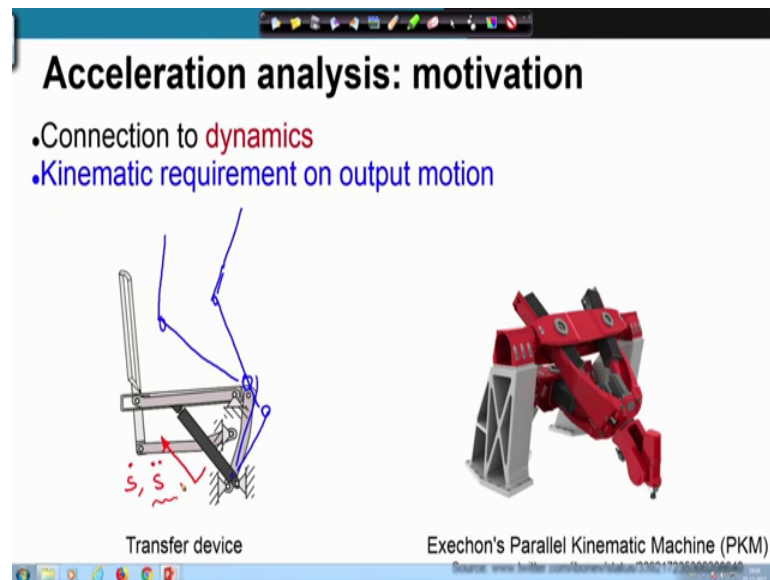 Acceleration analysis: motivation
•Connection to dynamics
•Kinematic requirement on output motion
ṡ, s̈
Transfer device
Exechon's Parallel Kinematic Machine (PKM)